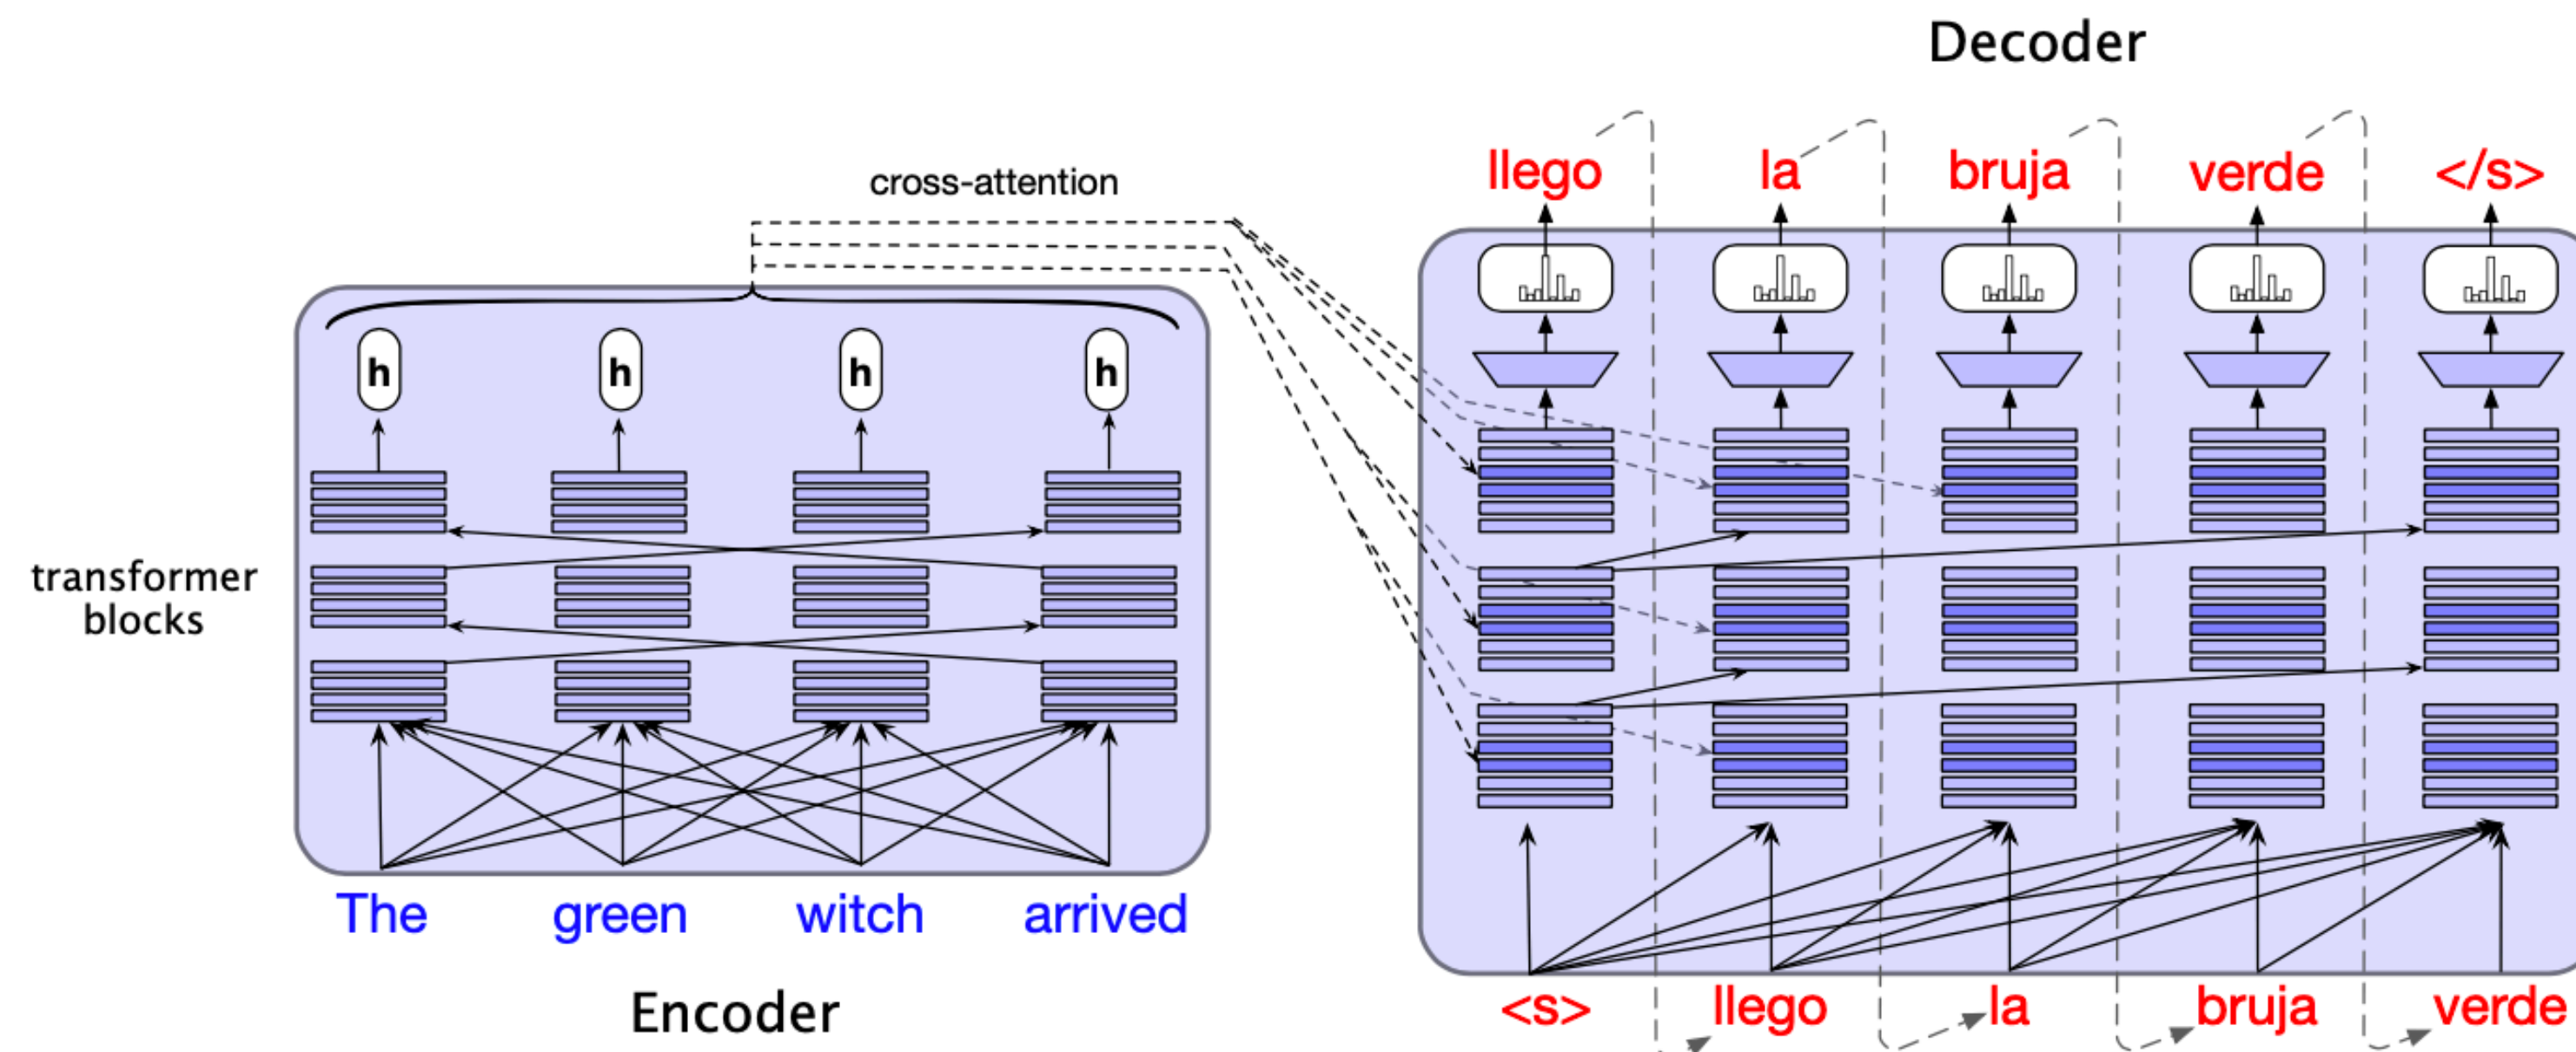 Decoder
cross-attention
llego la bruja verde </s>
h h h h
transformer
blocks
The green witch arrived
<s> llego la bruja verde
Encoder